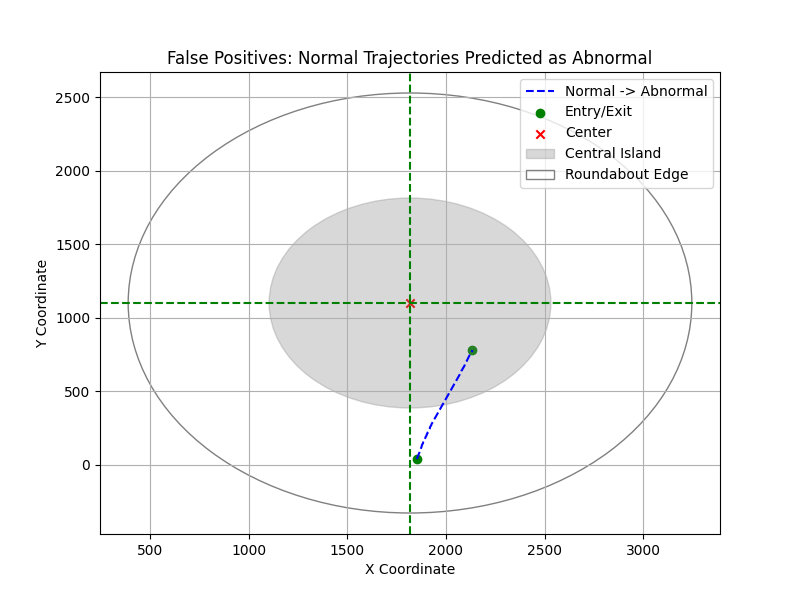 False Positives: Normal Trajectories Predicted as Abnormal
Normal -> Abnormal
Entry/Exit
Center
Central Island
Roundabout Edge
Y Coordinate
2500
2000
1500
1000
500
0
500
1000
1500
2000
2500
3000
X Coordinate